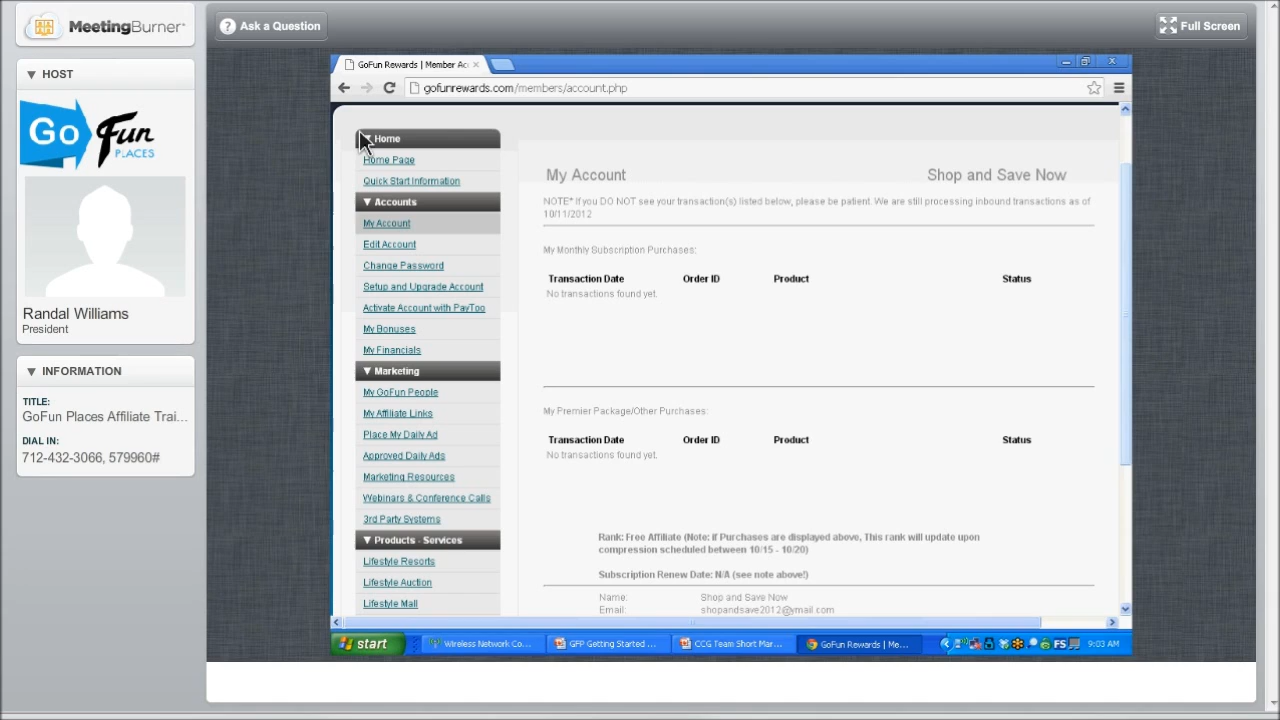 MeetingBurner
Ask a Question
Full Screen
HOST
Go Fun
PLACES
Randal Williams
President
INFORMATION
TITLE:
GoFun Places Affiliate Trai...
DIAL IN:
712-432-3066, 579960#
GoFun Rewards | Member Acc
gofunrewards.com/members/account.php
Home
Home Page
Quick Start Information
Accounts
My Account
Edit Account
Change Password
Setup and Upgrade Account
Activate Account with PayToo
My Bonuses
My Financials
Marketing
My GoFun People
My Affiliate Links
Place My Daily Ad
Approved Daily Ads
Marketing Resources
Webinars & Conference Calls
3rd Party Systems
Products - Services
Lifestyle Resorts
Lifestyle Auction
Lifestyle Mall
My Account Shop and Save Now
NOTE* If you DO NOT see your transaction(s) listed below, please be patient. We are still processing inbound transactions as of
10/11/2012
My Monthly Subscription Purchases:
Transaction Date Order ID Product Status
No transactions found yet.
My Premier Package/Other Purchases:
Transaction Date Order ID Product Status
No transactions found yet.
Rank: Free Affiliate (Note: if Purchases are displayed above, This rank will update upon
compression scheduled between 10/15 - 10/20)
Subscription Renew Date: N/A (see note above!)
Name: Shop and Save Now
Email: shopandsave2012@ymail.com
start
Wireless Network Co...
GFP Getting Started ...
CCG Team Short Mar...
GoFun Rewards | Me...
FS
9:03 AM